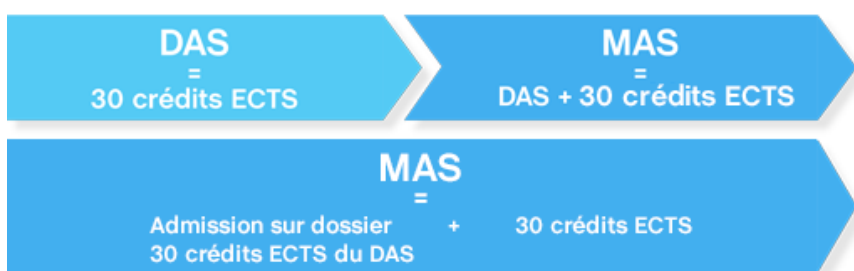 DAS
=
30 crédits ECTS
MAS
=
DAS + 30 crédits ECTS
MAS
=
Admission sur dossier + 30 crédits ECTS
30 crédits ECTS du DAS